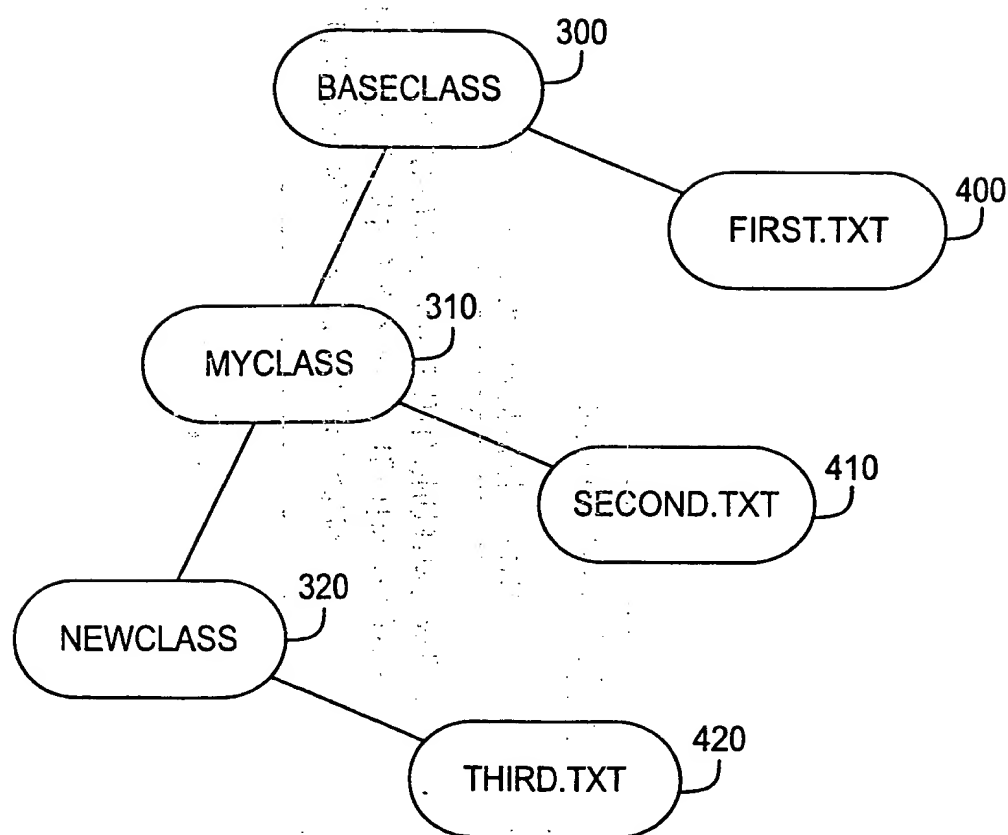 300
BASECLASS
400
FIRST.TXT
310
MYCLASS
410
SECOND.TXT
320
NEWCLASS
420
THIRD.TXT